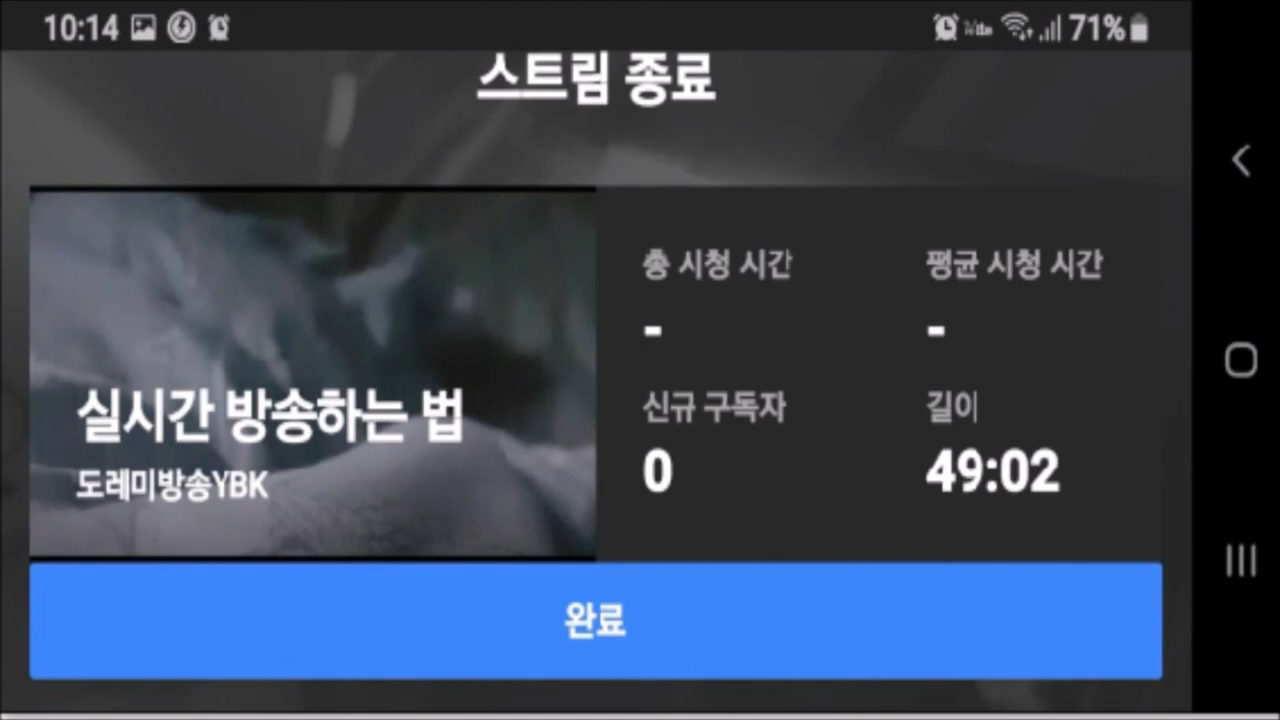 10:14
71%
스트림 종료
총 시청 시간
평균 시청 시간
-
-
신규 구독자
길이
0
49:02
실시간 방송하는 법
도레미방송YBK
완료